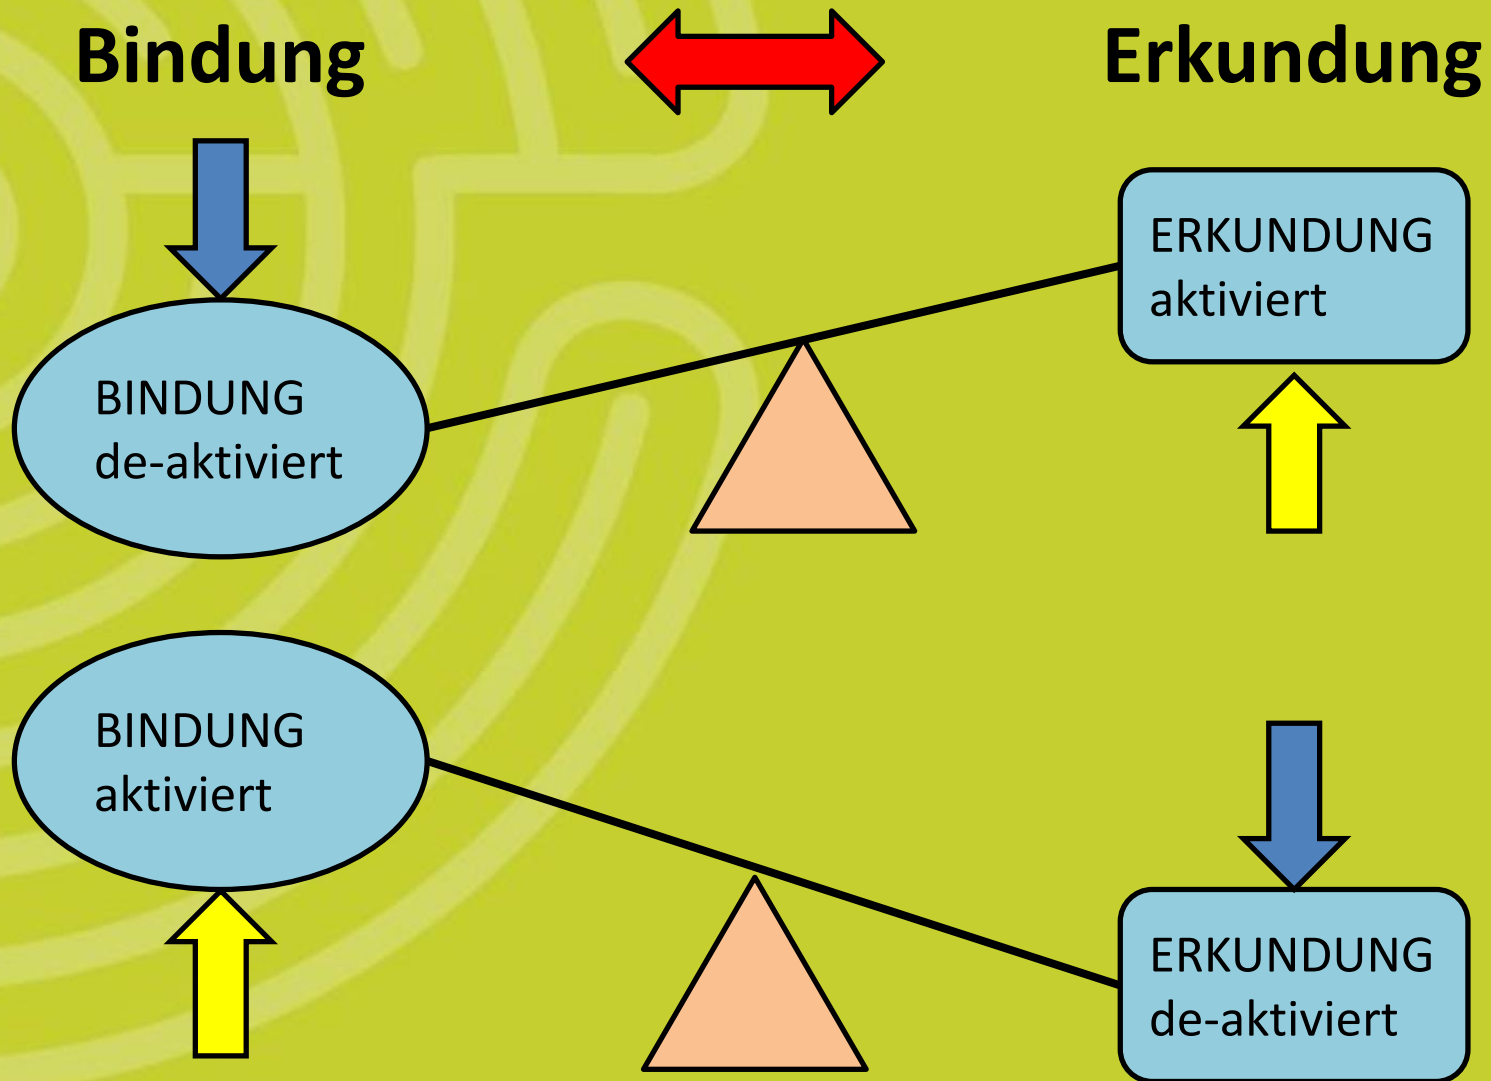 Bindung
Erkundung
ERKUNDUNG
aktiviert
BINDUNG
de-aktiviert
BINDUNG
aktiviert
ERKUNDUNG
de-aktiviert